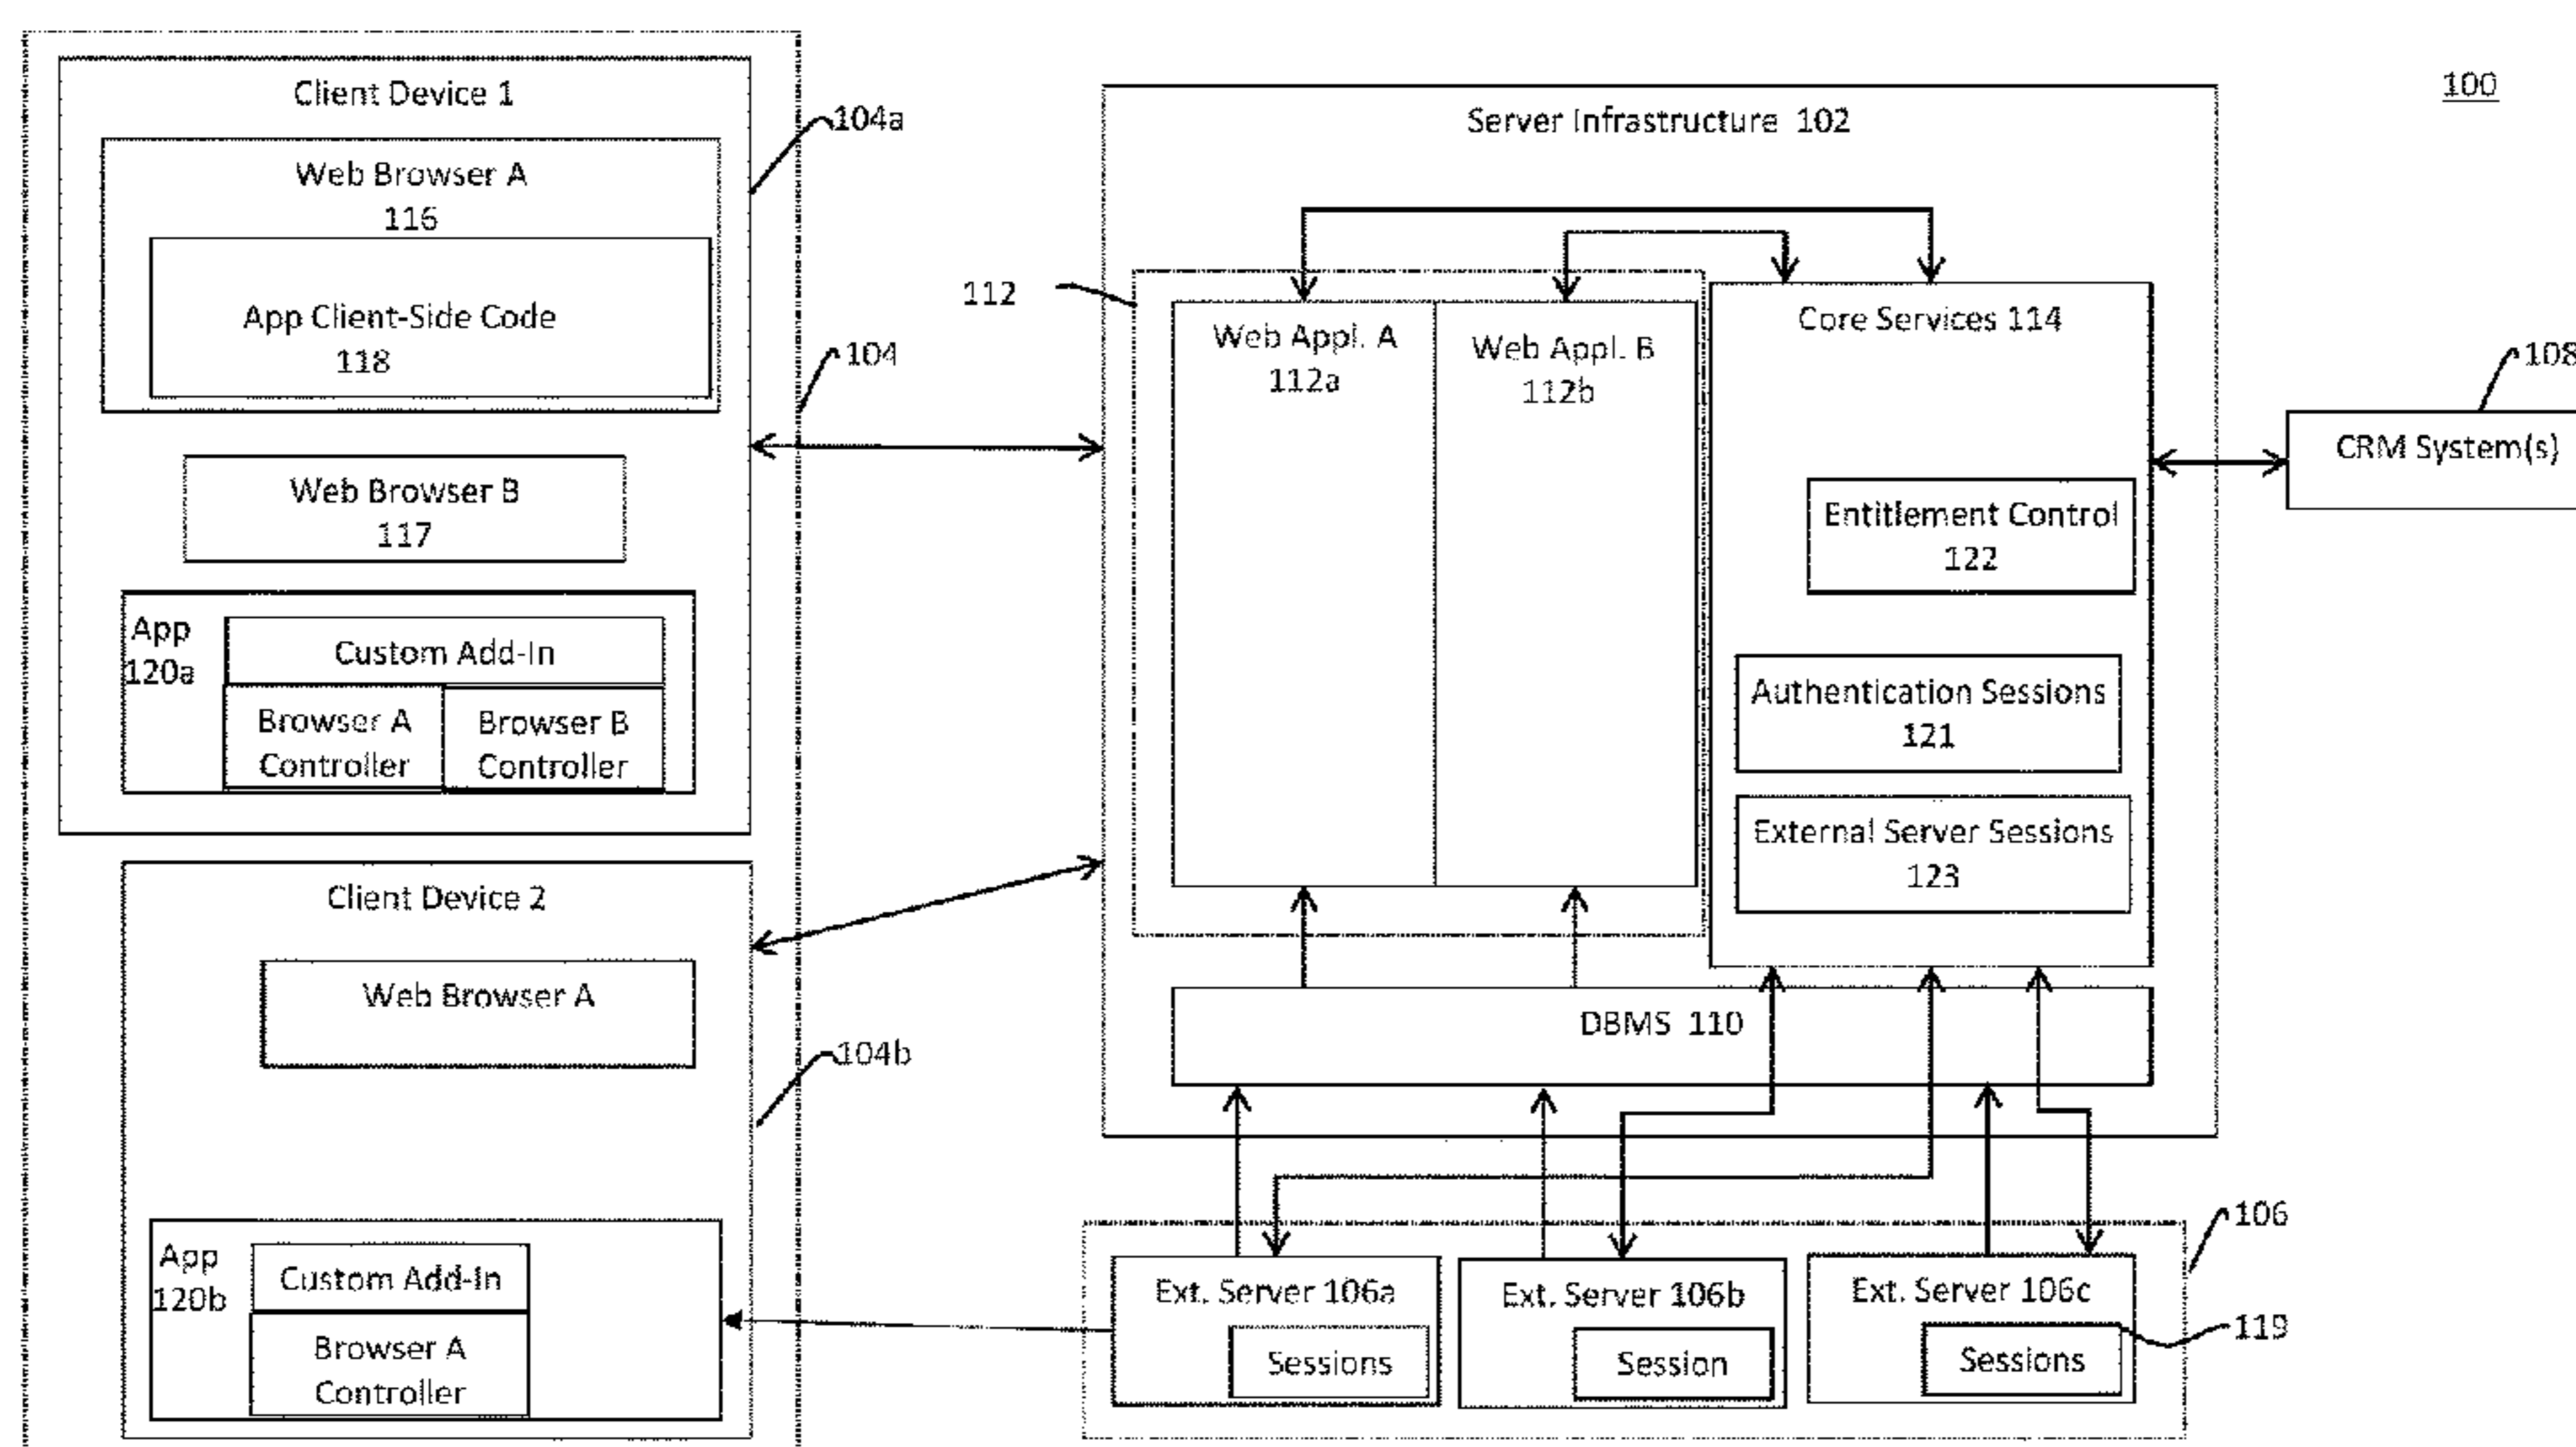 100
Client Device 1
104a
Web Browser A
116
App Client-Side Code
118
104
Web Browser B
117
App
120a
Custom Add-In
Browser A
Controller
Browser B
Controller
Client Device 2
Web Browser A
104b
App
120b
Custom Add-In
Browser A
Controller
Server Infrastructure 102
112
Web Appl. A
112a
Web Appl. B
112b
Core Services 114
Entitlement Control
122
Authentication Sessions
121
External Server Sessions
123
DBMS 110
108
CRM System(s)
106
Ext. Server 106a
Sessions
Ext. Server 106b
Session
Ext. Server 106c
Sessions
119